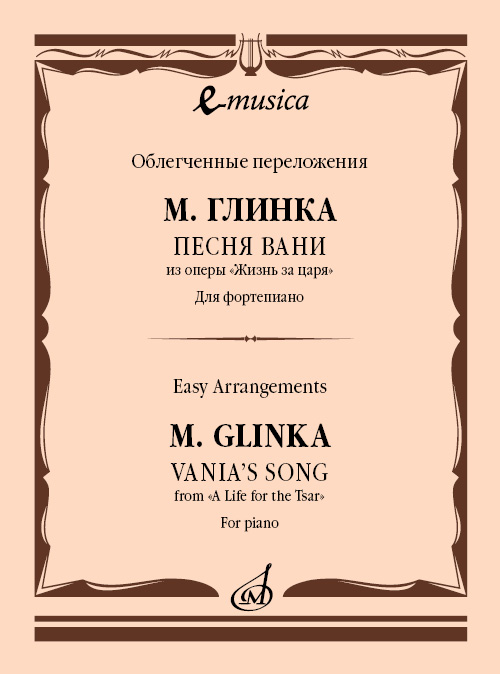 e-musica
Облегченные переложения
М. ГЛИНКА
ПЕСНЯ ВАНИ
из оперы «Жизнь за царя»
Для фортепиано
Easy Arrangements
M. GLINKA
VANIA'S SONG
from «A Life for the Tsar»
For piano
М